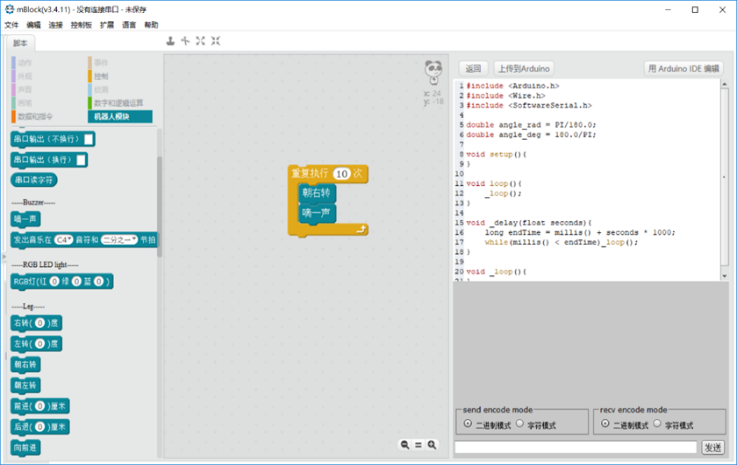 mBlock(v3.4.11) - 没有连接串口 - 未保存
文件 编辑 连接 控制板 扩展 语言 帮助
脚本
动作 事件
外观 控制
声音 侦测
画笔 数字和逻辑运算
数据和指令 机器人模块
串口输出（不换行）
串口输出（换行）
串口读字符
-----Buzzer-----
嘀一声
发出音乐在 C4 音符和 二分之一 节拍
-----RGB LED light-----
RGB灯(红 0 绿 0 蓝 0 )
-----Leg-----
右转( 0 )度
左转( 0 )度
朝右转
朝左转
前进( 0 )厘米
后退( 0 )厘米
向前进
重复执行 10 次
朝右转
嘀一声
x: 24
y: -18
返回 上传到Arduino 用 Arduino IDE 编辑
1 #include <Arduino.h>
2 #include <Wire.h>
3 #include <SoftwareSerial.h>
4
5 double angle_rad = PI/180.0;
6 double angle_deg = 180.0/PI;
7
8 void setup(){
9 }
10
11 void loop(){
12 _loop();
13 }
14
15 void _delay(float seconds){
16 long endTime = millis() + seconds * 1000;
17 while(millis() < endTime)_loop();
18 }
19
20 void _loop(){
21 }
send encode mode
二进制模式 字符模式
recv encode mode
二进制模式 字符模式
发送